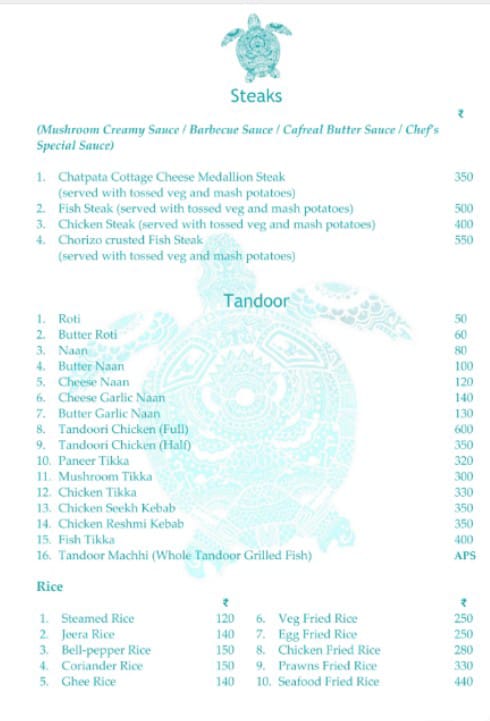 Steaks
₹
(Mushroom Creamy Sauce / Barbecue Sauce / Cafreal Butter Sauce / Chef's
Special Sauce)
1. Chatpata Cottage Cheese Medallion Steak 350
(served with tossed veg and mash potatoes)
2. Fish Steak (served with tossed veg and mash potatoes) 500
3. Chicken Steak (served with tossed veg and mash potatoes) 400
4. Chorizo crusted Fish Steak 550
(served with tossed veg and mash potatoes)
Tandoor
1. Roti 50
2. Butter Roti 60
3. Naan 80
4. Butter Naan 100
5. Cheese Naan 120
6. Cheese Garlic Naan 140
7. Butter Garlic Naan 130
8. Tandoori Chicken (Full) 600
9. Tandoori Chicken (Half) 350
10. Paneer Tikka 320
11. Mushroom Tikka 300
12. Chicken Tikka 330
13. Chicken Seekh Kebab 350
14. Chicken Reshmi Kebab 350
15. Fish Tikka 400
16. Tandoor Machhi (Whole Tandoor Grilled Fish) APS
Rice
₹ ₹
1. Steamed Rice 120 6. Veg Fried Rice 250
2. Jeera Rice 140 7. Egg Fried Rice 250
3. Bell-pepper Rice 150 8. Chicken Fried Rice 280
4. Coriander Rice 150 9. Prawns Fried Rice 330
5. Ghee Rice 140 10. Seafood Fried Rice 440